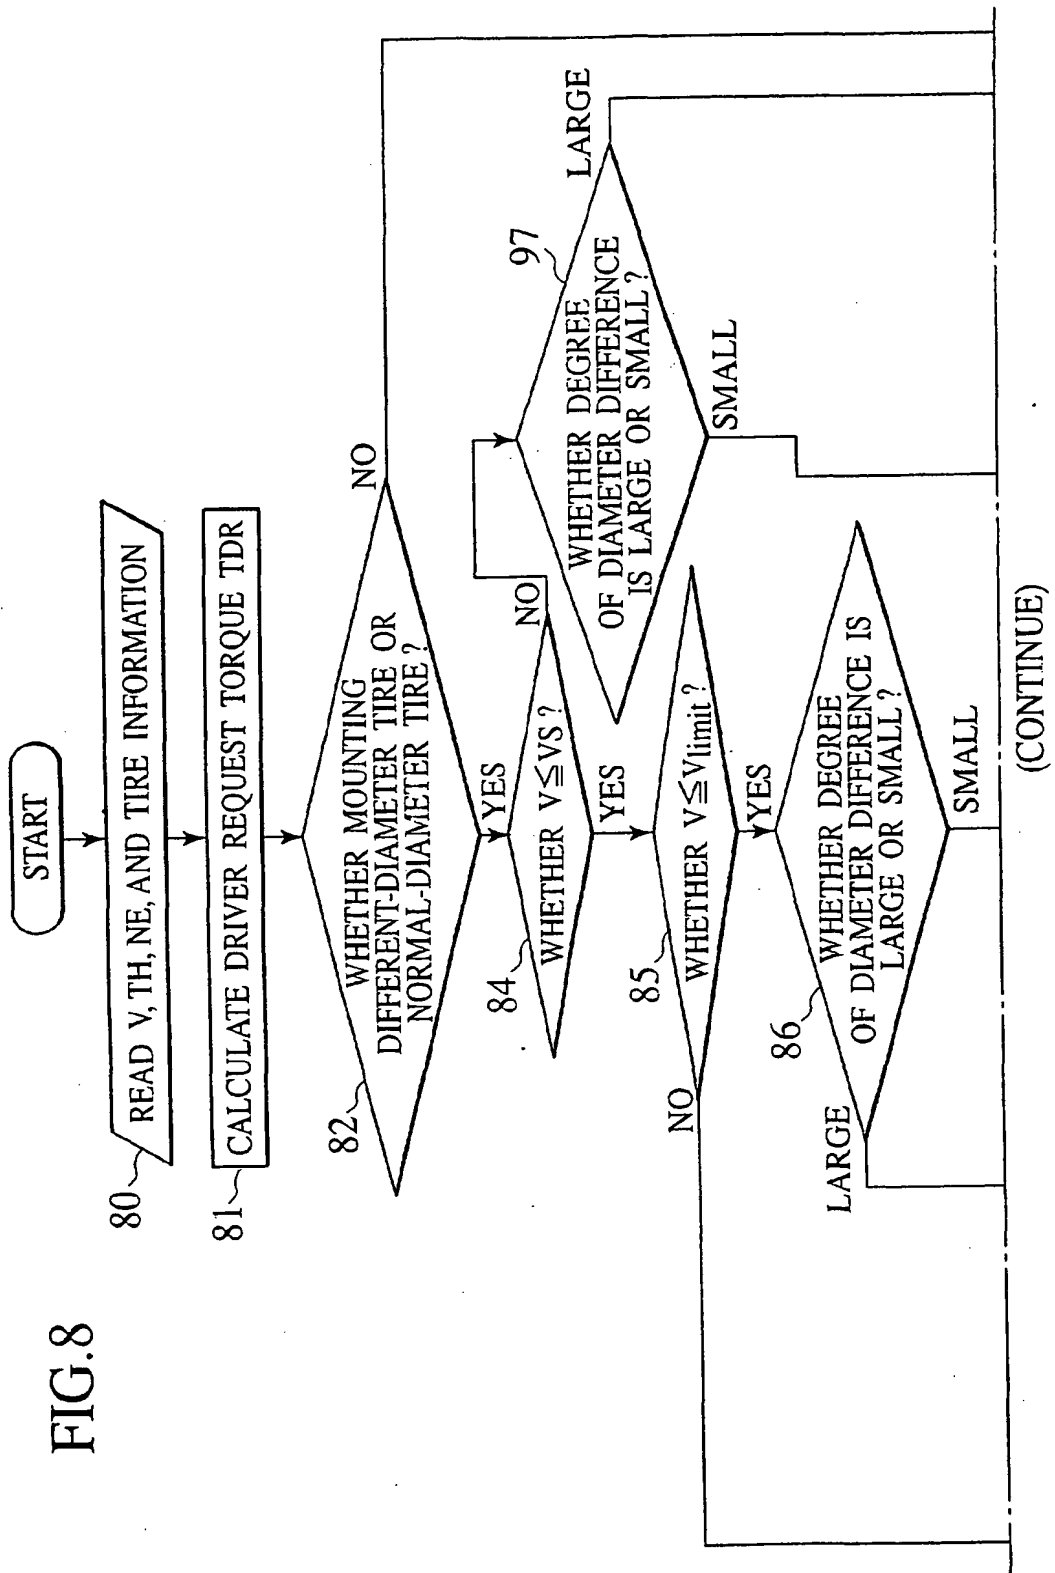 FIG.8
START
80
READ V, TH, NE, AND TIRE INFORMATION
81
CALCULATE DRIVER REQUEST TORQUE TDR
82
WHETHER MOUNTING
DIFFERENT-DIAMETER TIRE OR
NORMAL-DIAMETER TIRE?
NO
YES
84
WHETHER V≦VS?
NO
YES
97
WHETHER DEGREE
OF DIAMETER DIFFERENCE
IS LARGE OR SMALL?
LARGE
SMALL
85
WHETHER V≦Vlimit?
NO
YES
86
WHETHER DEGREE
OF DIAMETER DIFFERENCE IS
LARGE OR SMALL?
LARGE
SMALL
(CONTINUE)